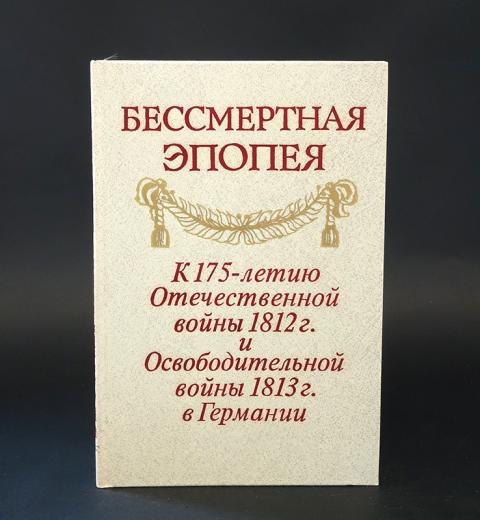 БЕССМЕРТНАЯ
ЭПОПЕЯ
К 175-летию
Отечественной
войны 1812 г.
и
Освободительной
войны 1813 г.
в Германии